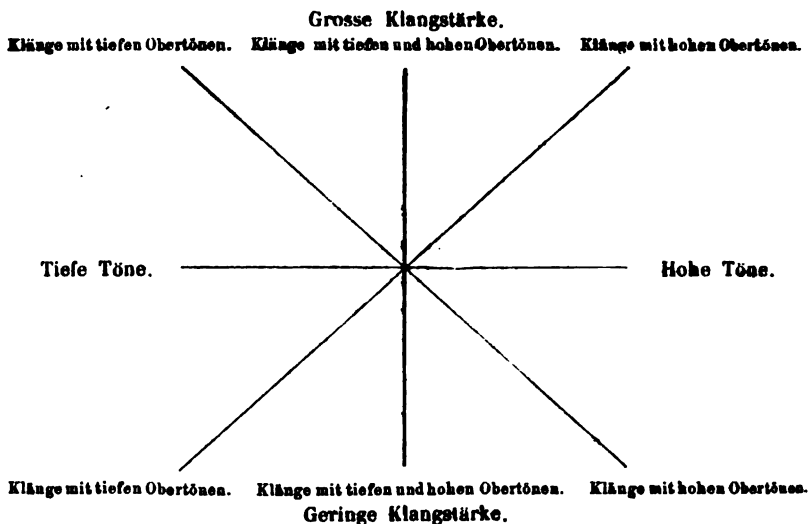 Grosse Klangstärke.
Klänge mit tiefen Obertönen. Klänge mit tiefen und hohen Obertönen. Klänge mit hohen Obertönen.
Tiefe Töne. Hohe Töne.
Klänge mit tiefen Obertönen. Klänge mit tiefen und hohen Obertönen. Klänge mit hohen Obertönen.
Geringe Klangstärke.